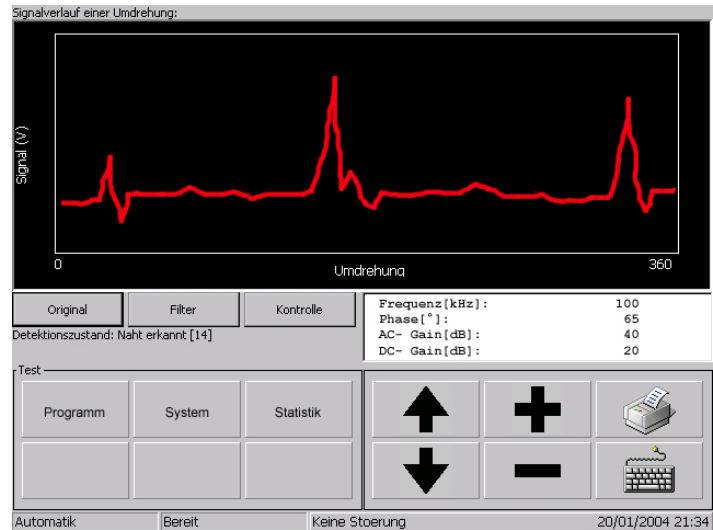 Signalverlauf einer Umdrehung:
Signal (V)
0
Umdrehung
360
Original
Filter
Kontrolle
Detektionszustand: Naht erkannt [14]
Frequenz[kHz]: 100
Phase[°]: 65
AC- Gain[dB]: 40
DC- Gain[dB]: 20
Test
Programm
System
Statistik
Automatik
Bereit
Keine Stoerung
20/01/2004 21:34